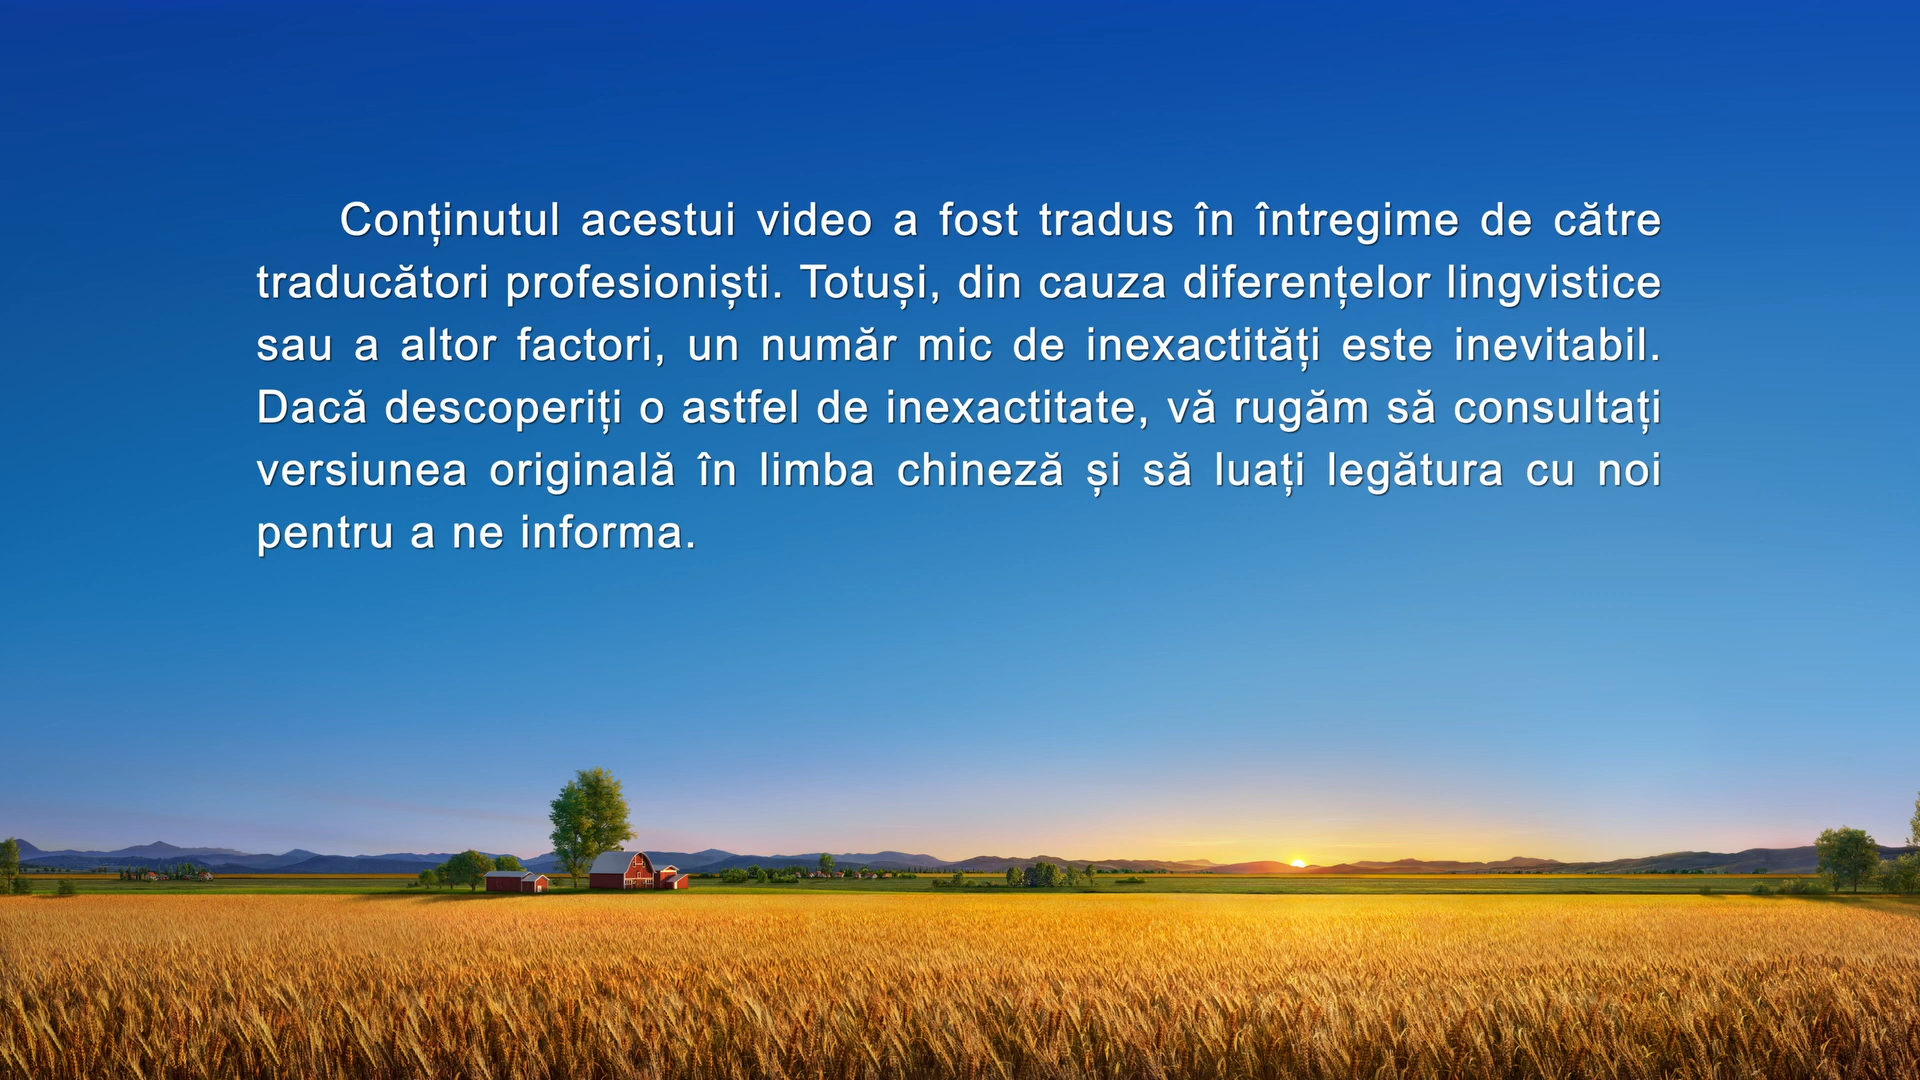 Conținutul acestui video a fost tradus în întregime de către
traducători profesioniști. Totuși, din cauza diferențelor lingvistice
sau a altor factori, un număr mic de inexactități este inevitabil.
Dacă descoperiți o astfel de inexactitate, vă rugăm să consultați
versiunea originală în limba chineză și să luați legătura cu noi
pentru a ne informa.